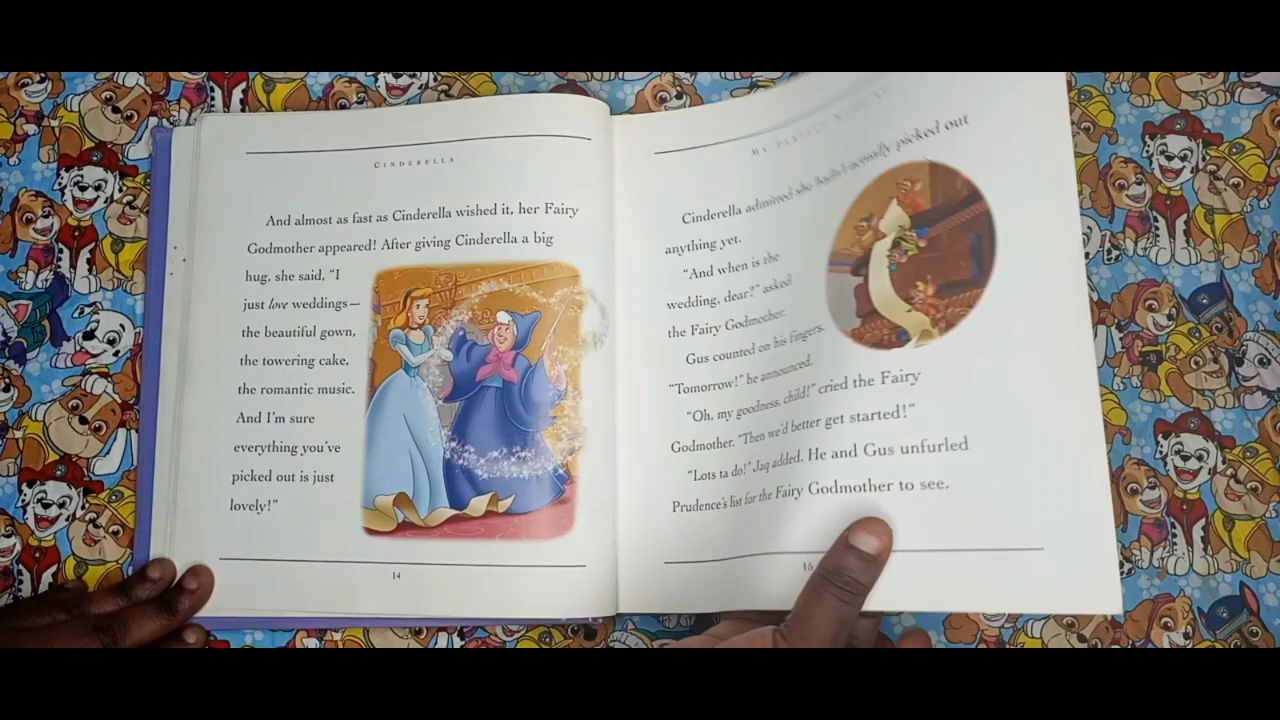 CINDERELLA
And almost as fast as Cinderella wished it, her Fairy
Godmother appeared! After giving Cinderella a big
hug, she said, “I
just love weddings—
the beautiful gown,
the towering cake,
the romantic music.
And I’m sure
everything you’ve
picked out is just
lovely!”
14
Cinderella admitted she hadn’t actually picked out
anything yet.
“And when is the
wedding, dear?” asked
the Fairy Godmother.
Gus counted on his fingers.
“Tomorrow!” he announced.
“Oh, my goodness, child!” cried the Fairy
Godmother. “Then we’d better get started!”
“Lots ta do!” Jaq added. He and Gus unfurled
Prudence’s list for the Fairy Godmother to see.
15